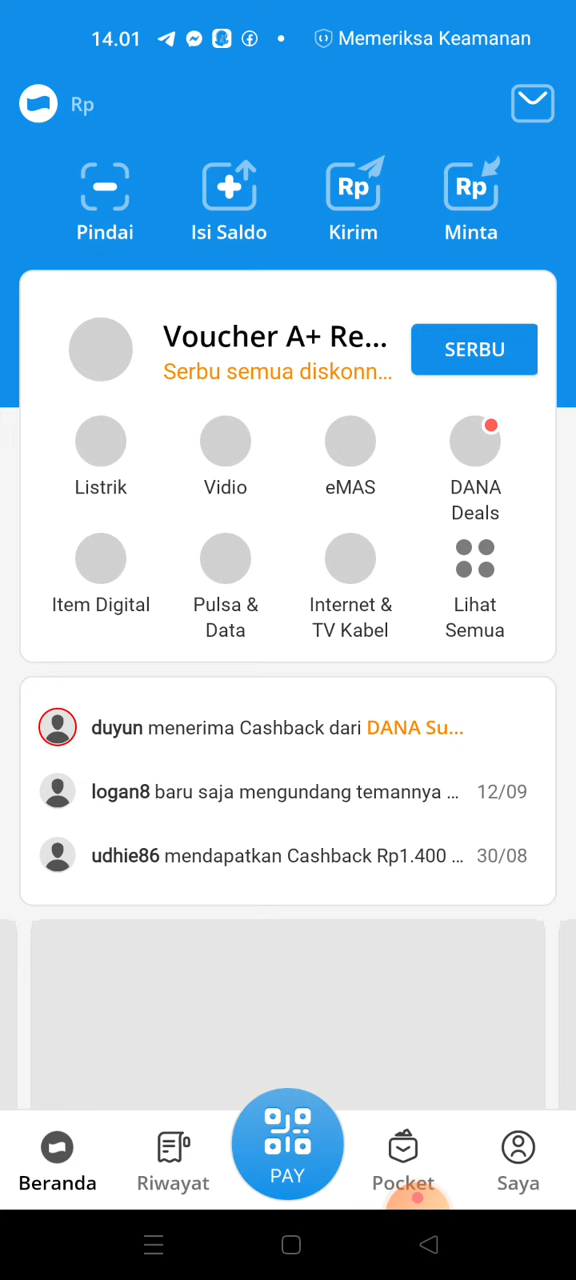 14.01
Memeriksa Keamanan
Rp
Pindai
Isi Saldo
Rp
Kirim
Rp
Minta
Voucher A+ Re...
Serbu semua diskonn...
SERBU
Listrik
Vidio
eMAS
DANA
Deals
Item Digital
Pulsa &
Data
Internet &
TV Kabel
Lihat
Semua
duyun menerima Cashback dari DANA Su...
logan8 baru saja mengundang temannya ... 12/09
udhie86 mendapatkan Cashback Rp1.400 ... 30/08
Beranda
Riwayat
PAY
Pocket
Saya